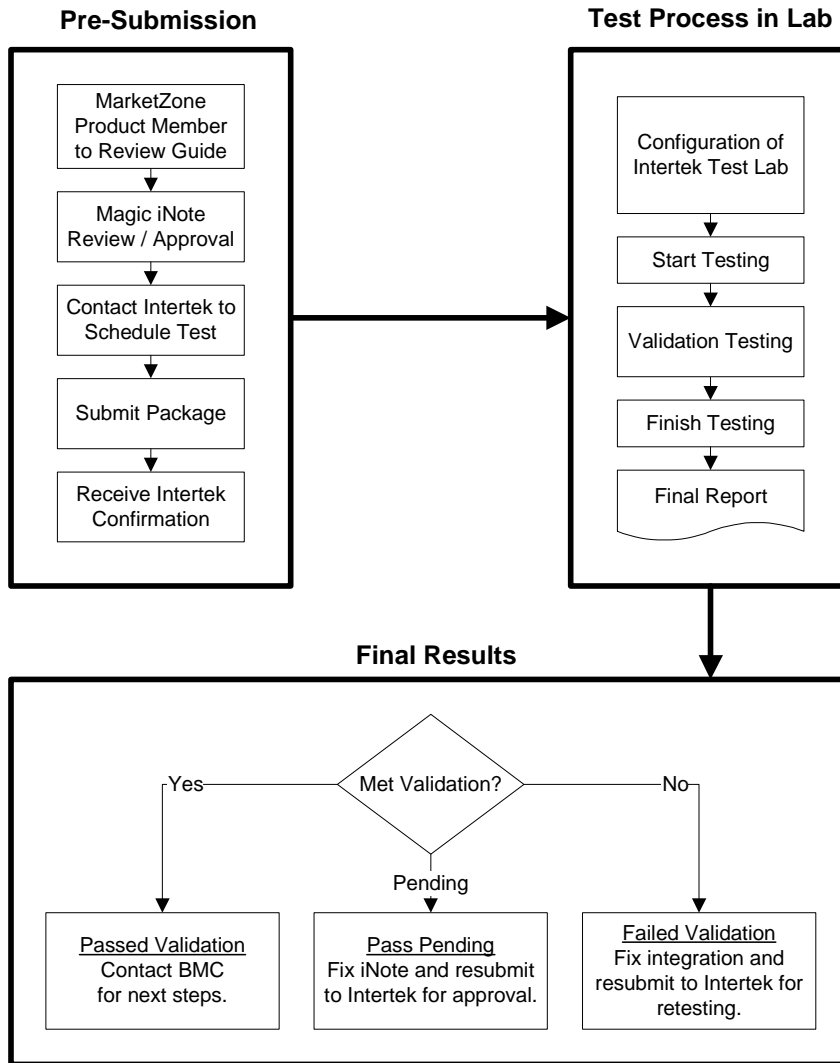 Pre-Submission
MarketZone
Product Member
to Review Guide
Magic iNote
Review / Approval
Contact Intertek to
Schedule Test
Submit Package
Receive Intertek
Confirmation
Test Process in Lab
Configuration of
Intertek Test Lab
Start Testing
Validation Testing
Finish Testing
Final Report
Final Results
Met Validation?
Yes
No
Pending
Passed Validation
Contact BMC
for next steps.
Pass Pending
Fix iNote and resubmit
to Intertek for approval.
Failed Validation
Fix integration and
resubmit to Intertek for
retesting.